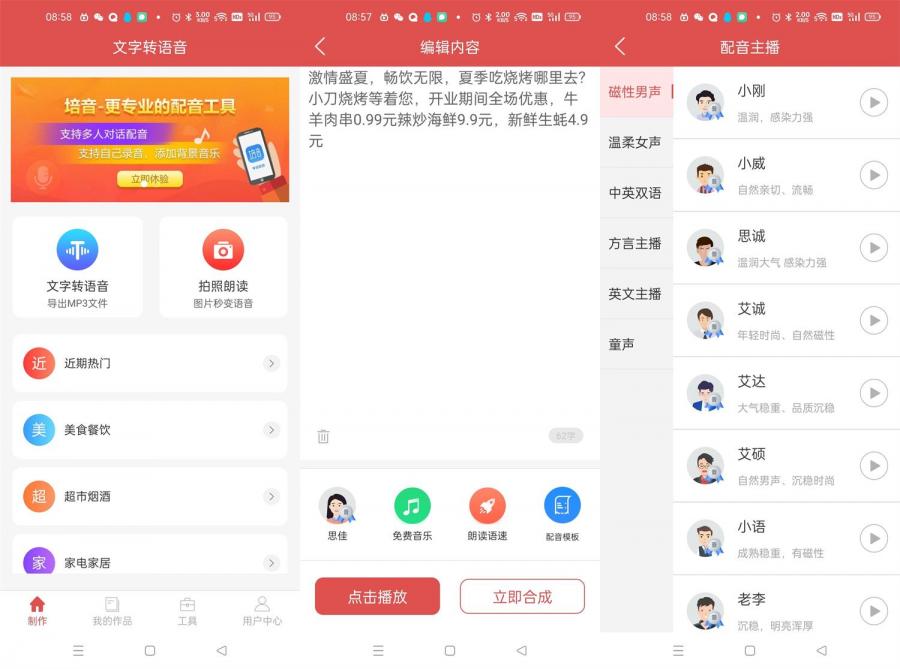 08:58
3.00 KB/S
HD 5G
95
文字转语音
培音-更专业的配音工具
支持多人对话配音
支持自己录音，添加背景音乐
立即体验
培音
文字转语音
导出MP3文件
拍照朗读
图片秒变语音
近 近期热门
美 美食餐饮
超 超市烟酒
家 家电家居
制作
我的作品
工具
用户中心
08:57
2.00 KB/S
编辑内容
激情盛夏，畅饮无限，夏季吃烧烤哪里去？
小刀烧烤等着您，开业期间全场优惠，牛
羊肉串0.99元辣炒海鲜9.9元，新鲜生蚝4.9
元
62字
思佳
免费音乐
朗读语速
配音模板
点击播放
立即合成
08:58
2.00 KB/S
配音主播
磁性男声
温柔女声
中英双语
方言主播
英文主播
童声
小刚
温润，感染力强
小威
自然亲切、流畅
思诚
温润大气 感染力强
艾诚
年轻时尚、自然磁性
艾达
大气稳重、品质沉稳
艾硕
自然男声、沉稳时尚
小语
成熟稳重，有磁性
老李
沉稳，明亮浑厚